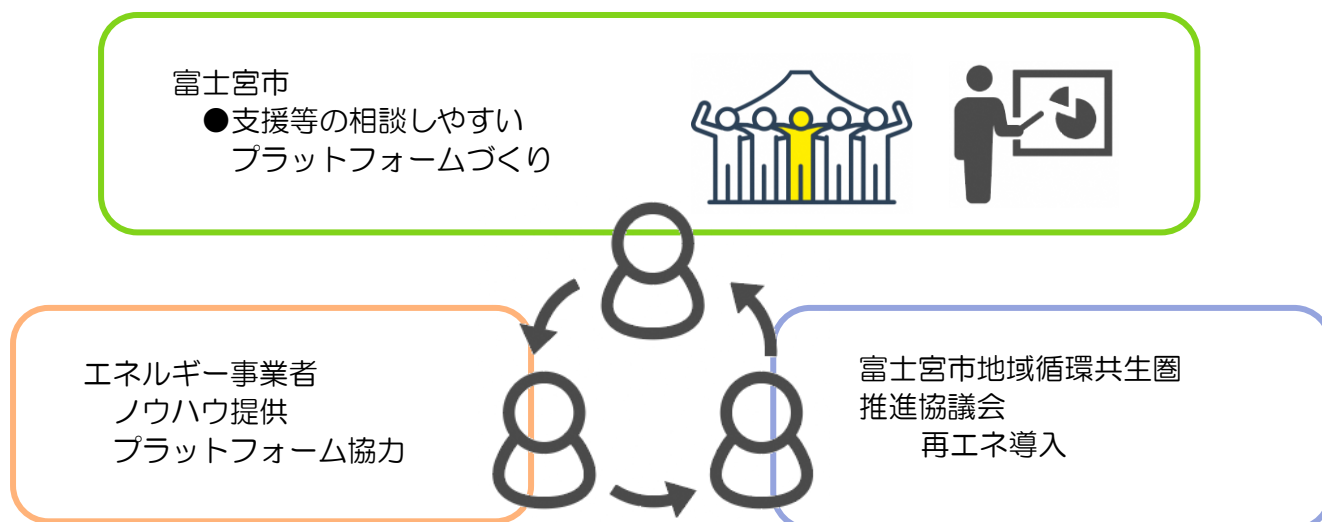 富士宮市
●支援等の相談しやすい
プラットフォームづくり
エネルギー事業者
ノウハウ提供
プラットフォーム協力
富士宮市地域循環共生圏
推進協議会
再エネ導入